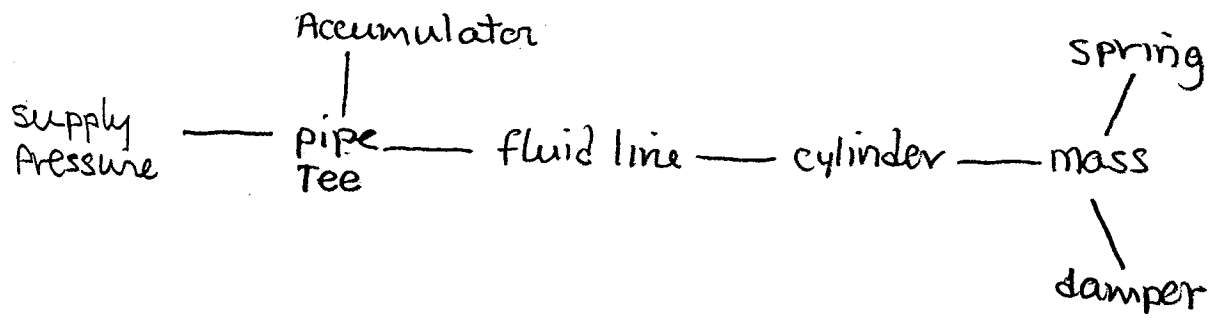 Accumulator
spring
supply
pressure
pipe
Tee
fluid line
cylinder
mass
damper